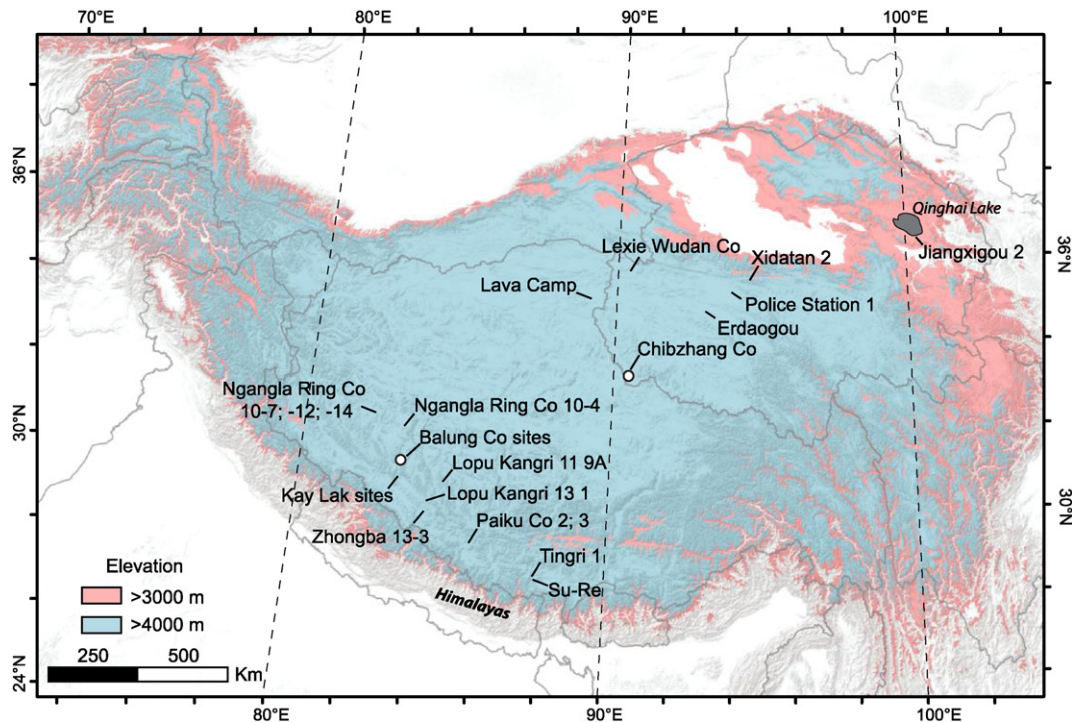 70°E
80°E
90°E
100°E
36°N
36°N
Qinghai Lake
Jiangxigou 2
Lexie Wudan Co
Xidatan 2
Lava Camp
Police Station 1
Erdaogou
Chibzhang Co
Ngangla Ring Co
10-7; -12; -14
Ngangla Ring Co 10-4
30°N
Balung Co sites
Lopu Kangri 11 9A
Kay Lak sites
Lopu Kangri 13 1
30°N
Zhongba 13-3
Paiku Co 2; 3
Tingri 1
Su-Re
Himalayas
Elevation
>3000 m
>4000 m
250
500
Km
24°N
80°E
90°E
100°E